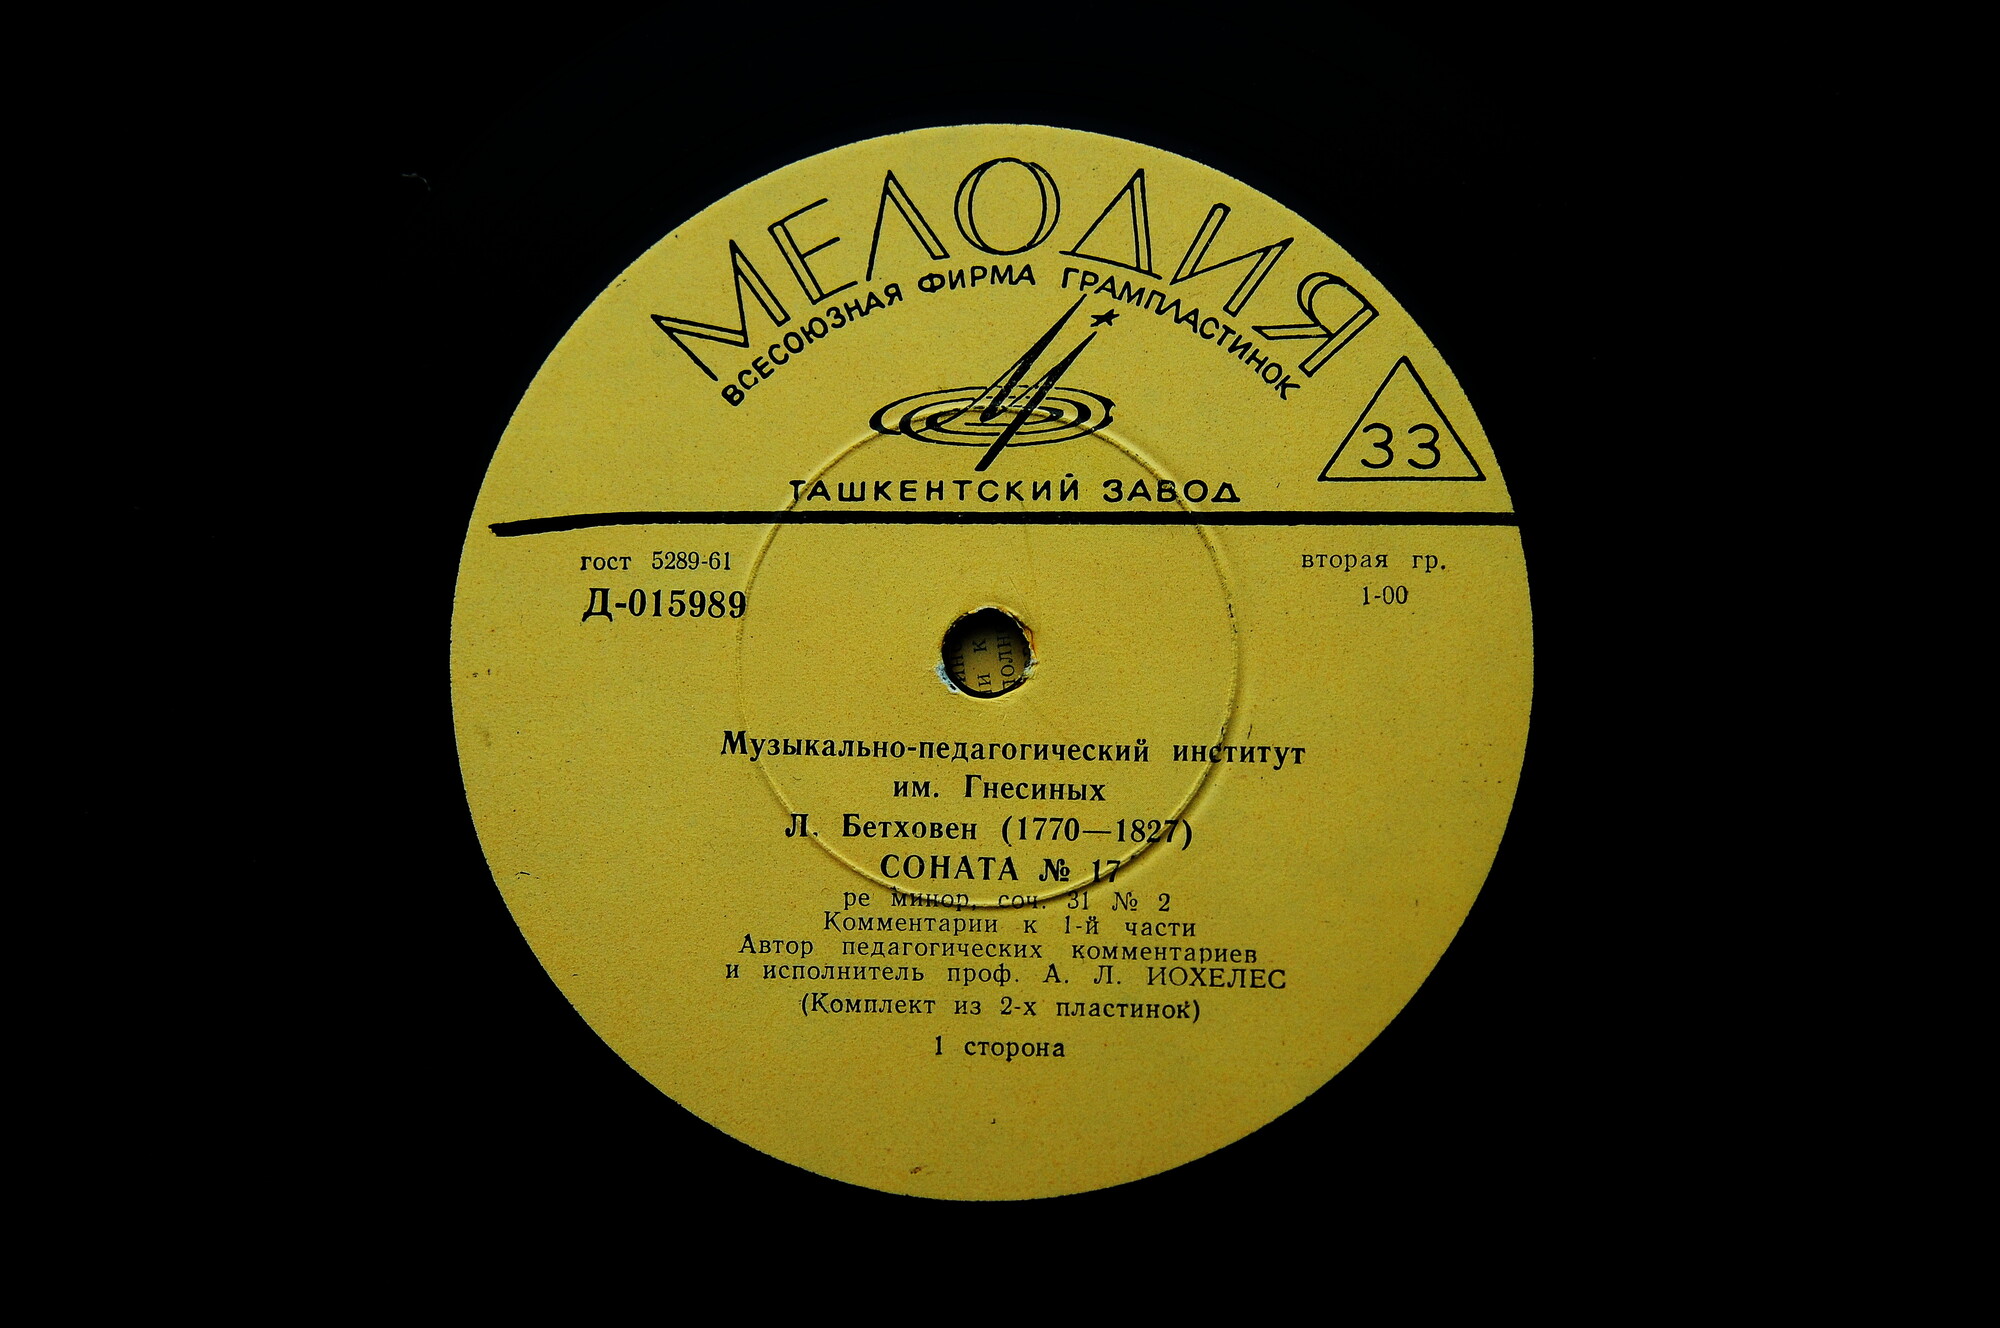 МЕЛОДИЯ
ВСЕСОЮЗНАЯ ФИРМА ГРАМПЛАСТИНОК
33
ТАШКЕНТСКИЙ ЗАВОД
гост 5289-61
вторая гр.
Д-015989
1-00
Музыкально-педагогический институт
им. Гнесиных
Л. Бетховен (1770—1827)
СОНАТА № 17
ре минор, соч. 31 № 2
Комментарии к 1-й части
Автор педагогических комментариев
и исполнитель проф. А. Л. ИОХЕЛЕС
(Комплект из 2-х пластинок)
1 сторона